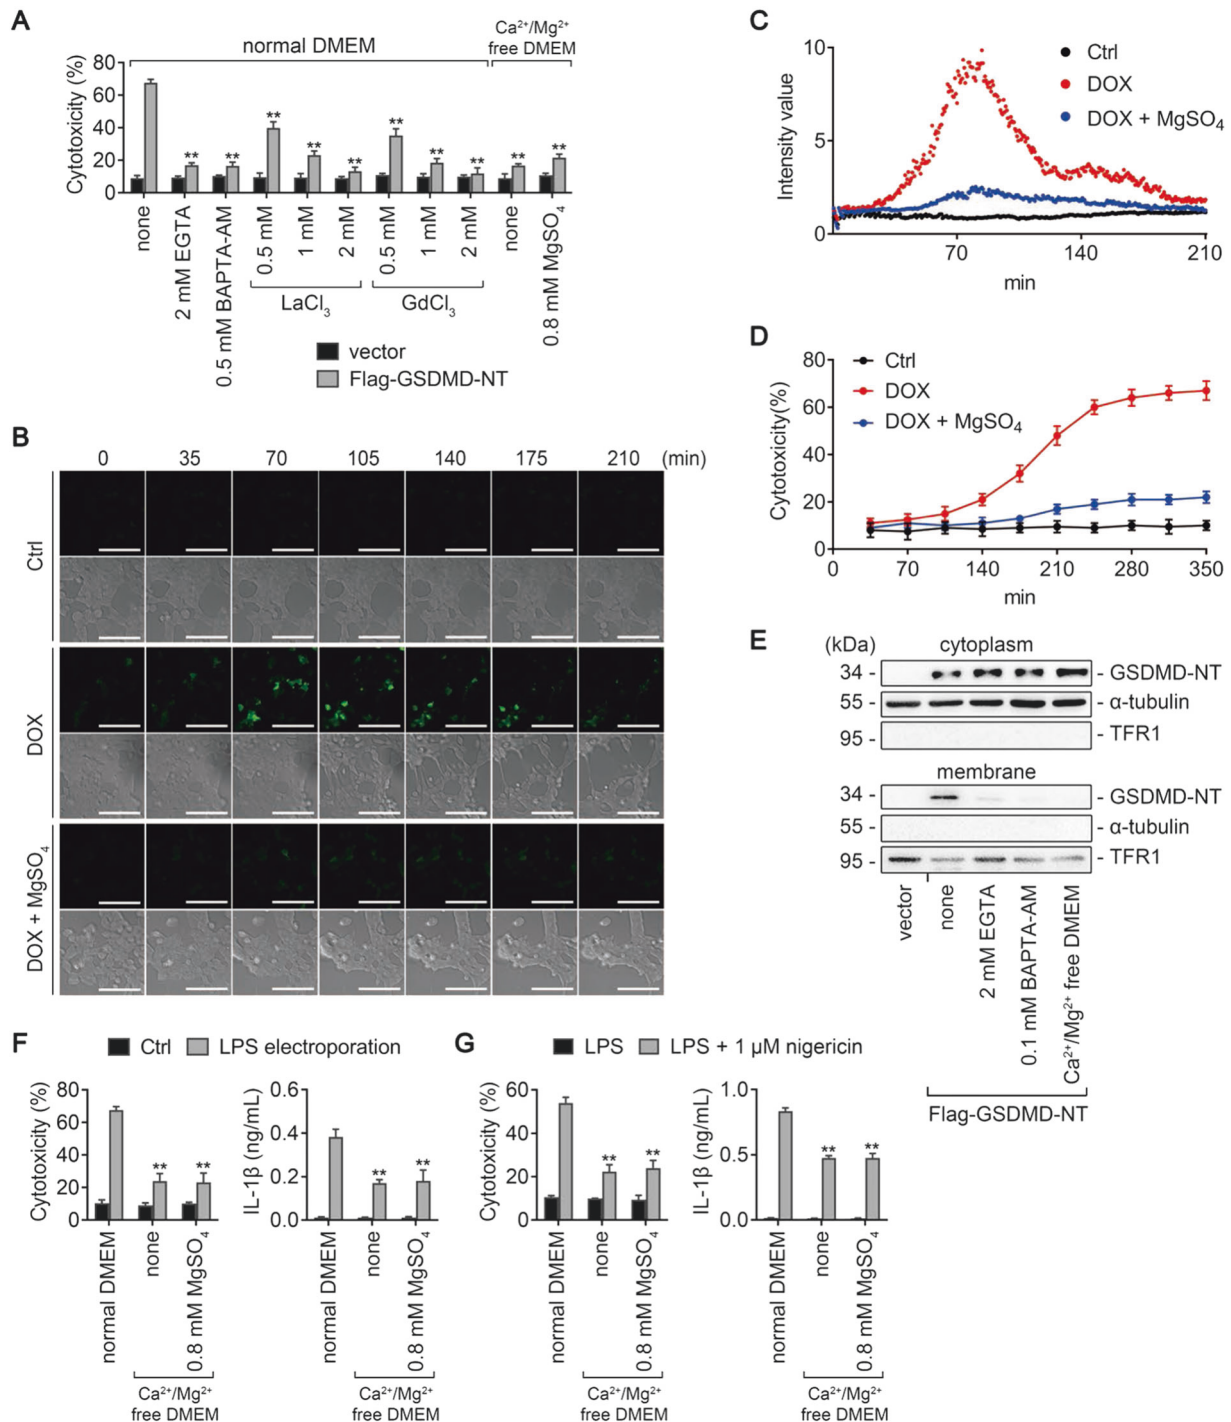 A
normal DMEM
Ca²⁺/Mg²⁺
free DMEM
Cytotoxicity (%)
80
60
40
20
0
** ** ** ** ** ** ** ** ** **
none
2 mM EGTA
0.5 mM BAPTA-AM
0.5 mM
1 mM
2 mM
0.5 mM
1 mM
2 mM
none
0.8 mM MgSO₄
LaCl₃
GdCl₃
vector
Flag-GSDMD-NT
B
0 35 70 105 140 175 210 (min)
Ctrl
DOX
DOX + MgSO₄
C
Intensity value
10
5
0
Ctrl
DOX
DOX + MgSO₄
70 140 210
min
D
Cytotoxicity(%)
80
60
40
20
0
Ctrl
DOX
DOX + MgSO₄
0 70 140 210 280 350
min
E
(kDa) cytoplasm
34 - - GSDMD-NT
55 - - α-tubulin
95 - - TFR1
membrane
34 - - GSDMD-NT
55 - - α-tubulin
95 - - TFR1
vector
none
2 mM EGTA
0.1 mM BAPTA-AM
Ca²⁺/Mg²⁺ free DMEM
Flag-GSDMD-NT
F
Ctrl LPS electroporation
Cytotoxicity (%)
80
60
40
20
0
** **
normal DMEM
none
0.8 mM MgSO₄
Ca²⁺/Mg²⁺
free DMEM
IL-1β (ng/mL)
0.6
0.4
0.2
0.0
** **
normal DMEM
none
0.8 mM MgSO₄
Ca²⁺/Mg²⁺
free DMEM
G
LPS LPS + 1 μM nigericin
Cytotoxicity (%)
60
40
20
0
** **
normal DMEM
none
0.8 mM MgSO₄
Ca²⁺/Mg²⁺
free DMEM
IL-1β (ng/mL)
1.0
0.5
0.0
** **
normal DMEM
none
0.8 mM MgSO₄
Ca²⁺/Mg²⁺
free DMEM